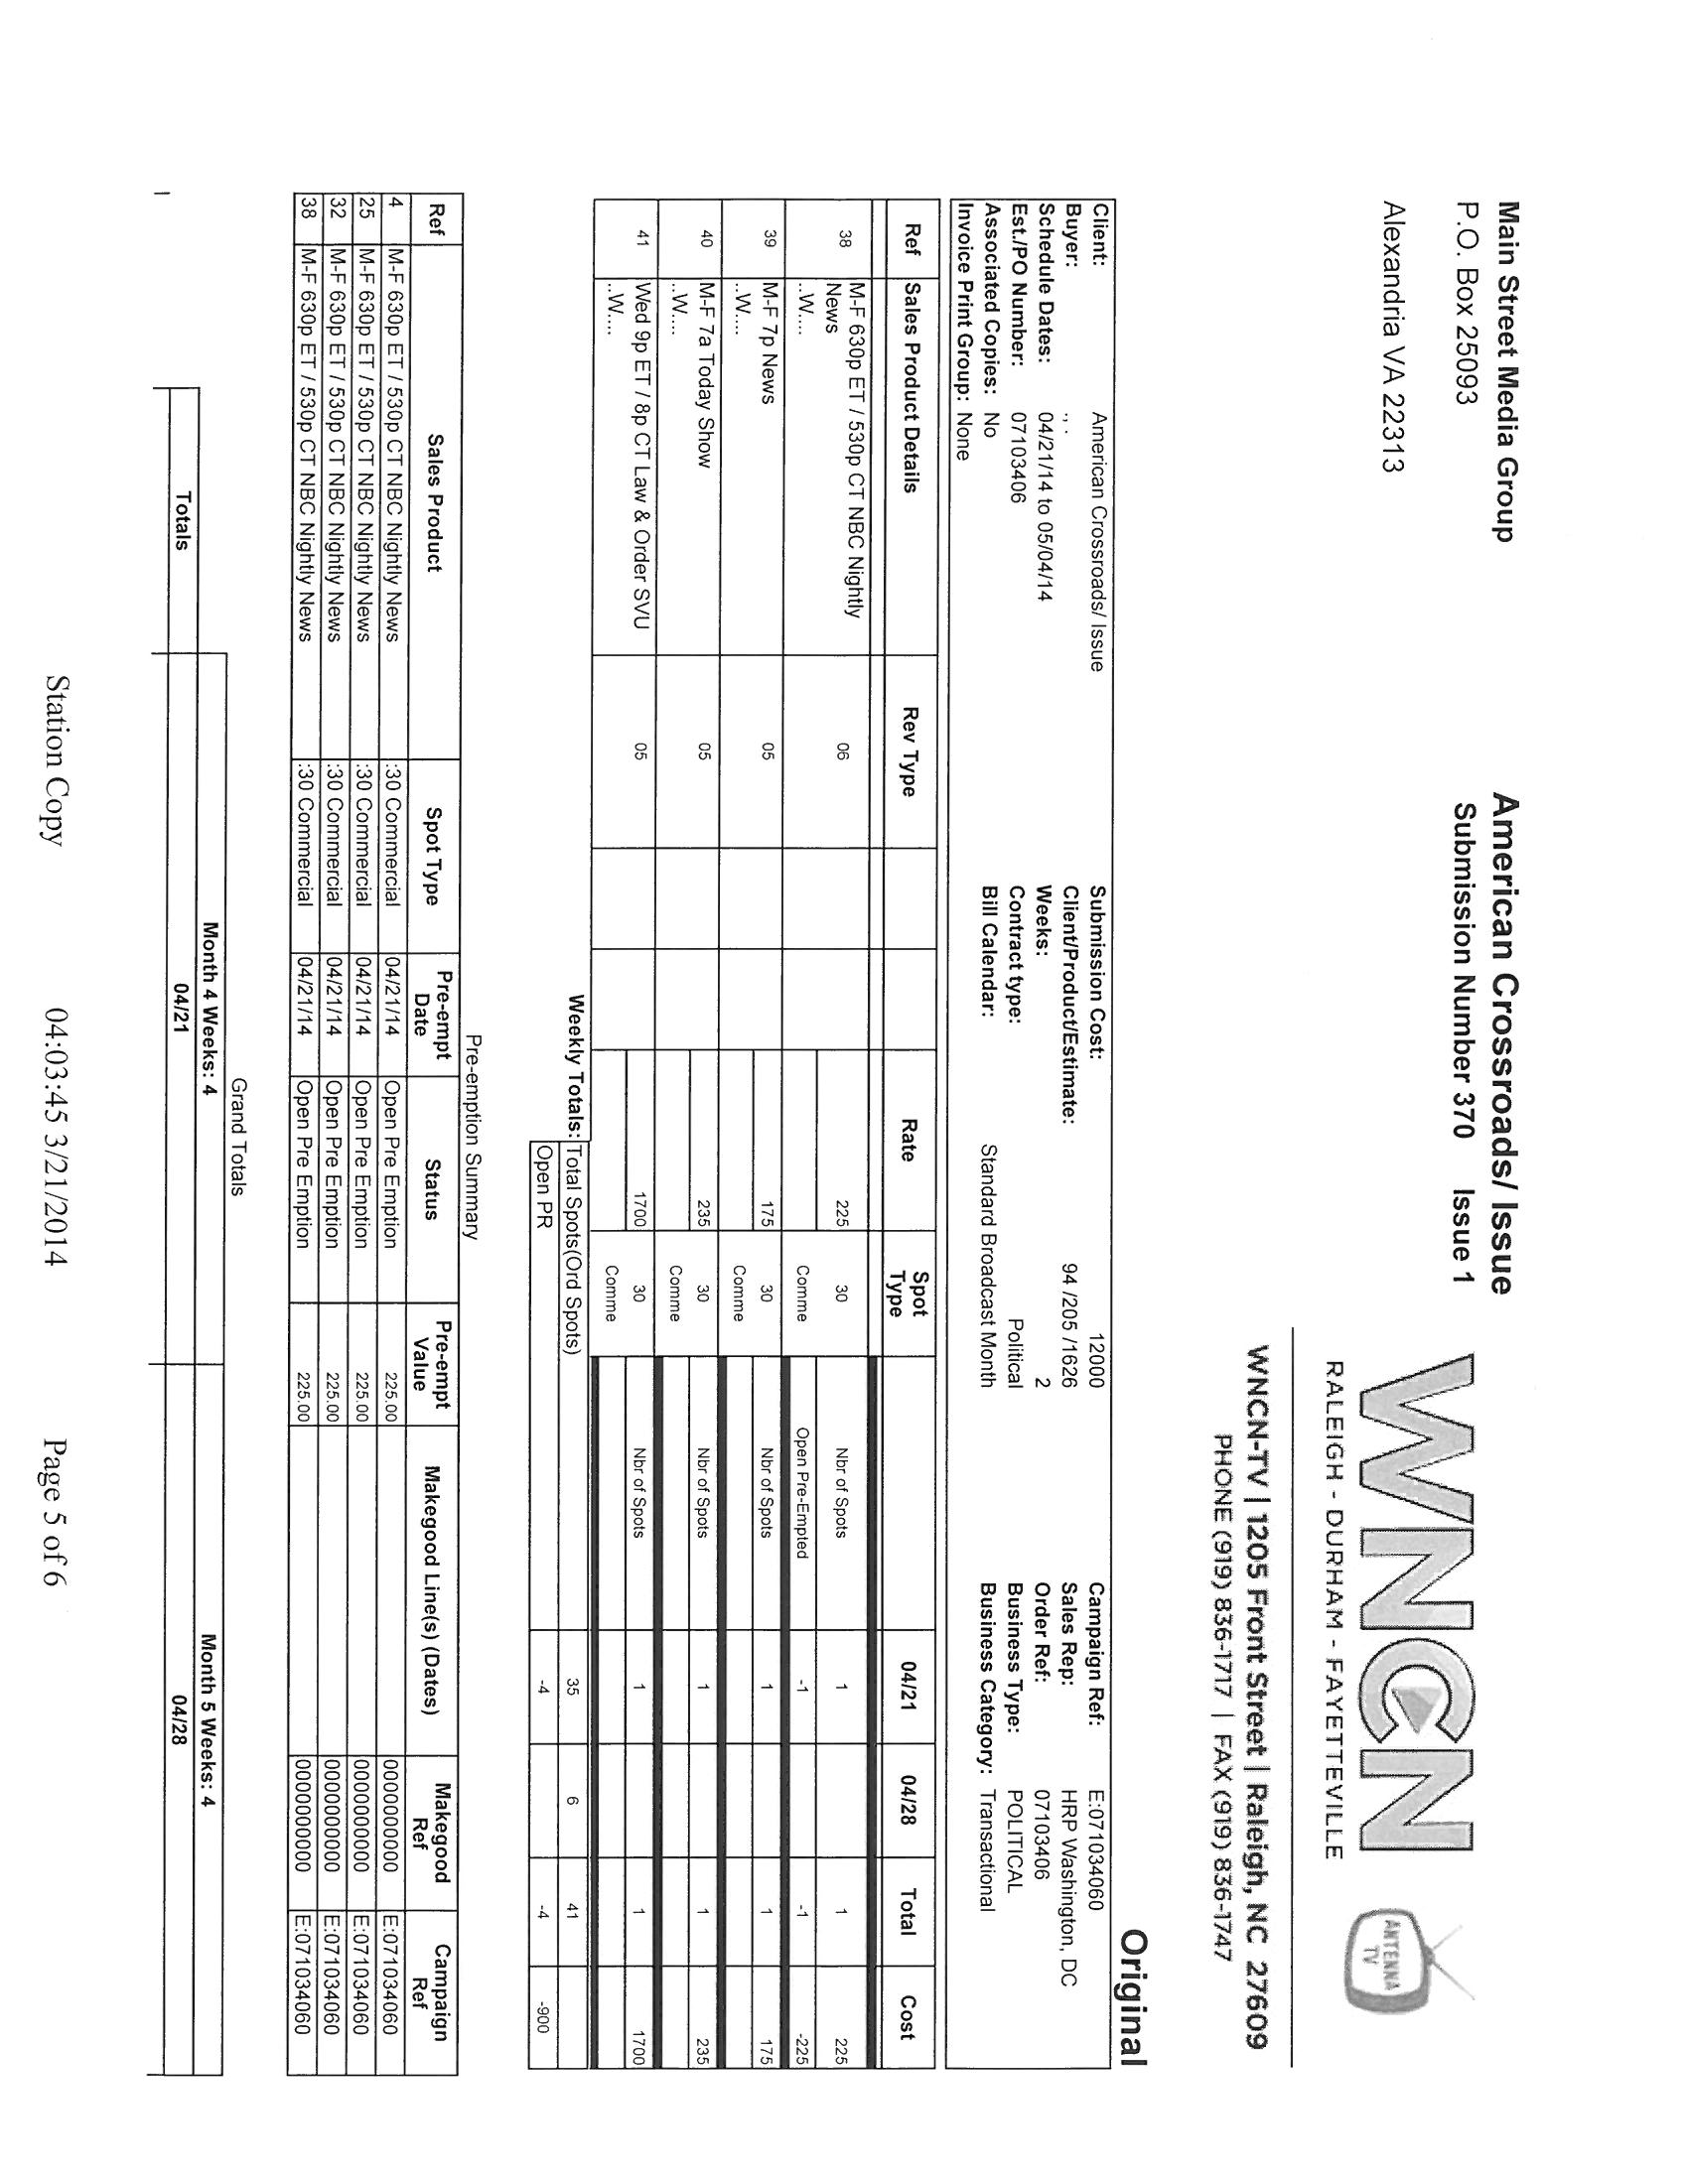 Main Street Media Group
P.O. Box 25093
Alexandria VA 22313
American Crossroads/ Issue
Submission Number 370 Issue 1
WNCN
RALEIGH - DURHAM - FAYETTEVILLE
ANTENNA
TV
WNCN-TV | 1205 Front Street | Raleigh, NC 27609
PHONE (919) 836-1717 | FAX (919) 836-1747
Original
Client: American Crossroads/ Issue Submission Cost: 12000 Campaign Ref: E:071034060
Buyer: ., . Client/Product/Estimate: 94 /205 /1626 Sales Rep: HRP Washington, DC
Schedule Dates: 04/21/14 to 05/04/14 Weeks: 2 Order Ref: 07103406
Est./PO Number: 07103406 Contract type: Political Business Type: POLITICAL
Associated Copies: No Bill Calendar: Standard Broadcast Month Business Category: Transactional
Invoice Print Group: None
Ref Sales Product Details Rev Type Rate Spot Type 04/21 04/28 Total Cost
38 M-F 630p ET / 530p CT NBC Nightly 06 225 30 Nbr of Spots 1 1 225
News
..W.... Comme Open Pre-Empted -1 -1 -225
39 M-F 7p News 05 175 30 Nbr of Spots 1 1 175
..W.... Comme
40 M-F 7a Today Show 05 235 30 Nbr of Spots 1 1 235
..W.... Comme
41 Wed 9p ET / 8p CT Law & Order SVU 05 1700 30 Nbr of Spots 1 1 1700
..W.... Comme
Weekly Totals: Total Spots(Ord Spots) 35 6 41
Open PR -4 -4 -900
Pre-emption Summary
Ref Sales Product Spot Type Pre-empt Date Status Pre-empt Value Makegood Line(s) (Dates) Makegood Ref Campaign Ref
4 M-F 630p ET / 530p CT NBC Nightly News :30 Commercial 04/21/14 Open Pre Emption 225.00 000000000 E:071034060
25 M-F 630p ET / 530p CT NBC Nightly News :30 Commercial 04/21/14 Open Pre Emption 225.00 000000000 E:071034060
32 M-F 630p ET / 530p CT NBC Nightly News :30 Commercial 04/21/14 Open Pre Emption 225.00 000000000 E:071034060
38 M-F 630p ET / 530p CT NBC Nightly News :30 Commercial 04/21/14 Open Pre Emption 225.00 000000000 E:071034060
Grand Totals
Month 4 Weeks: 4 Month 5 Weeks: 4
Totals 04/21 04/28
Station Copy 04:03:45 3/21/2014 Page 5 of 6